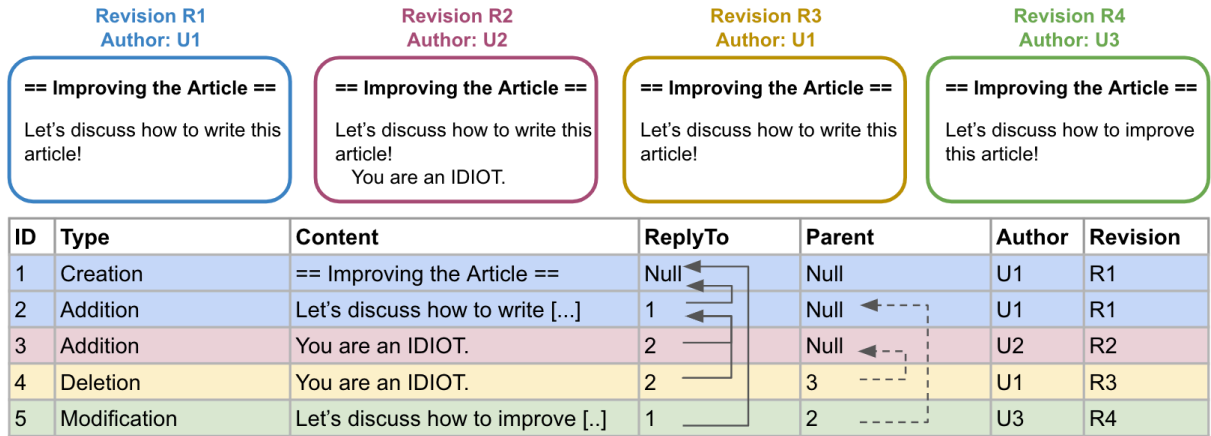 Revision R1
Author: U1
Revision R2
Author: U2
Revision R3
Author: U1
Revision R4
Author: U3
== Improving the Article ==
Let’s discuss how to write this
article!
== Improving the Article ==
Let’s discuss how to write this
article!
You are an IDIOT.
== Improving the Article ==
Let’s discuss how to write this
article!
== Improving the Article ==
Let’s discuss how to improve
this article!
ID Type Content ReplyTo Parent Author Revision
1 Creation == Improving the Article == Null Null U1 R1
2 Addition Let’s discuss how to write [...] 1 Null U1 R1
3 Addition You are an IDIOT. 2 Null U2 R2
4 Deletion You are an IDIOT. 2 3 U1 R3
5 Modification Let’s discuss how to improve [..] 1 2 U3 R4